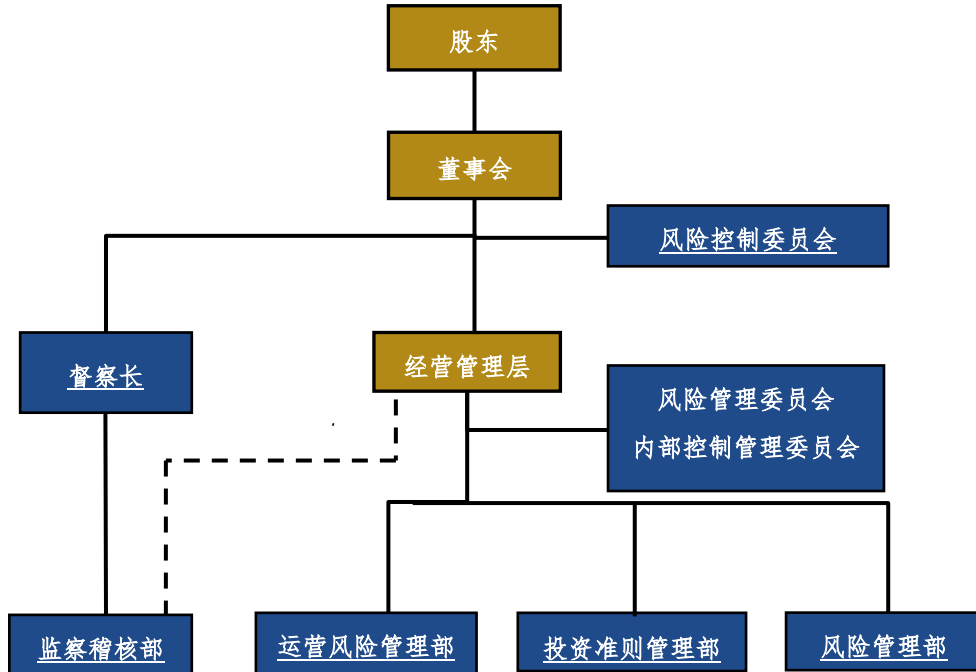 股东
董事会
风险控制委员会
督察长
经营管理层
风险管理委员会
内部控制管理委员会
监察稽核部
运营风险管理部
投资准则管理部
风险管理部